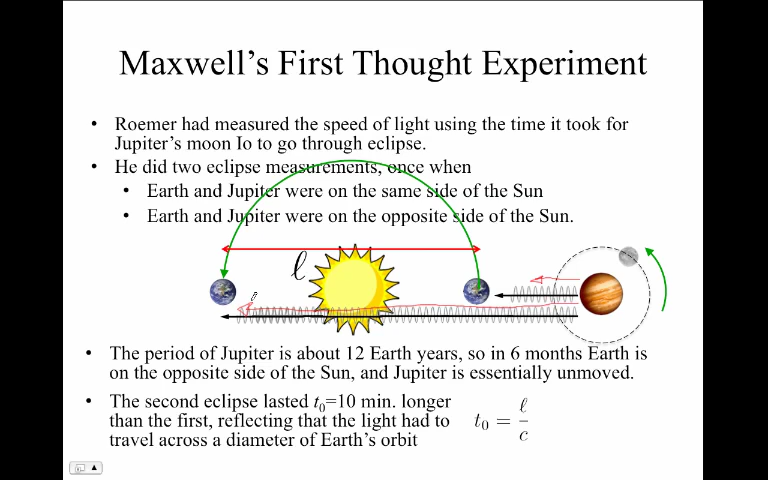 Maxwell's First Thought Experiment
• Roemer had measured the speed of light using the time it took for
Jupiter's moon Io to go through eclipse.
• He did two eclipse measurements, once when
• Earth and Jupiter were on the same side of the Sun
• Earth and Jupiter were on the opposite side of the Sun.
ℓ
• The period of Jupiter is about 12 Earth years, so in 6 months Earth is
on the opposite side of the Sun, and Jupiter is essentially unmoved.
• The second eclipse lasted t₀=10 min. longer
than the first, reflecting that the light had to
travel across a diameter of Earth's orbit
t₀ = ℓ/c